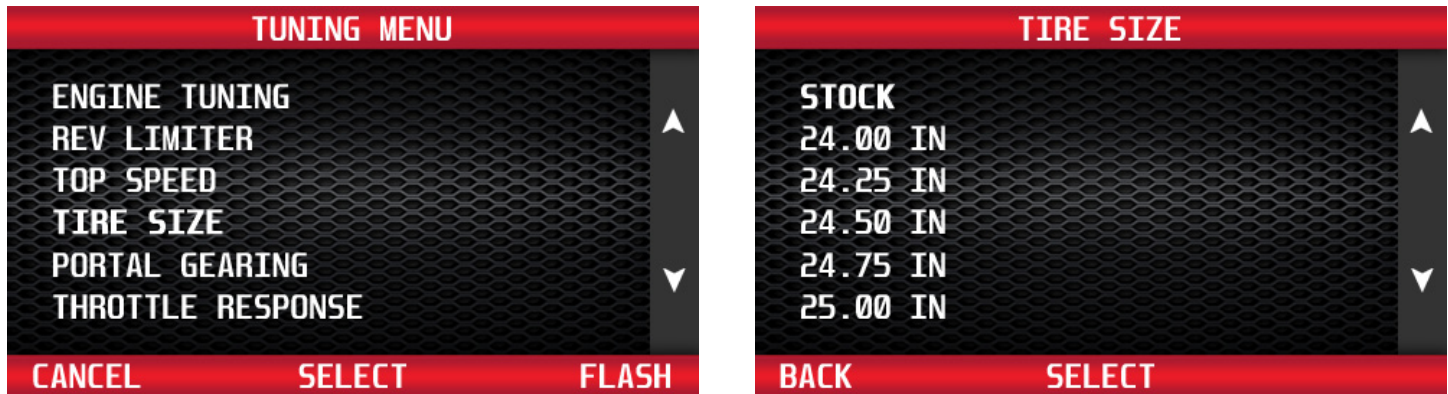 TUNING MENU
ENGINE TUNING
REV LIMITER
TOP SPEED
TIRE SIZE
PORTAL GEARING
THROTTLE RESPONSE
CANCEL SELECT FLASH
TIRE SIZE
STOCK
24.00 IN
24.25 IN
24.50 IN
24.75 IN
25.00 IN
BACK SELECT